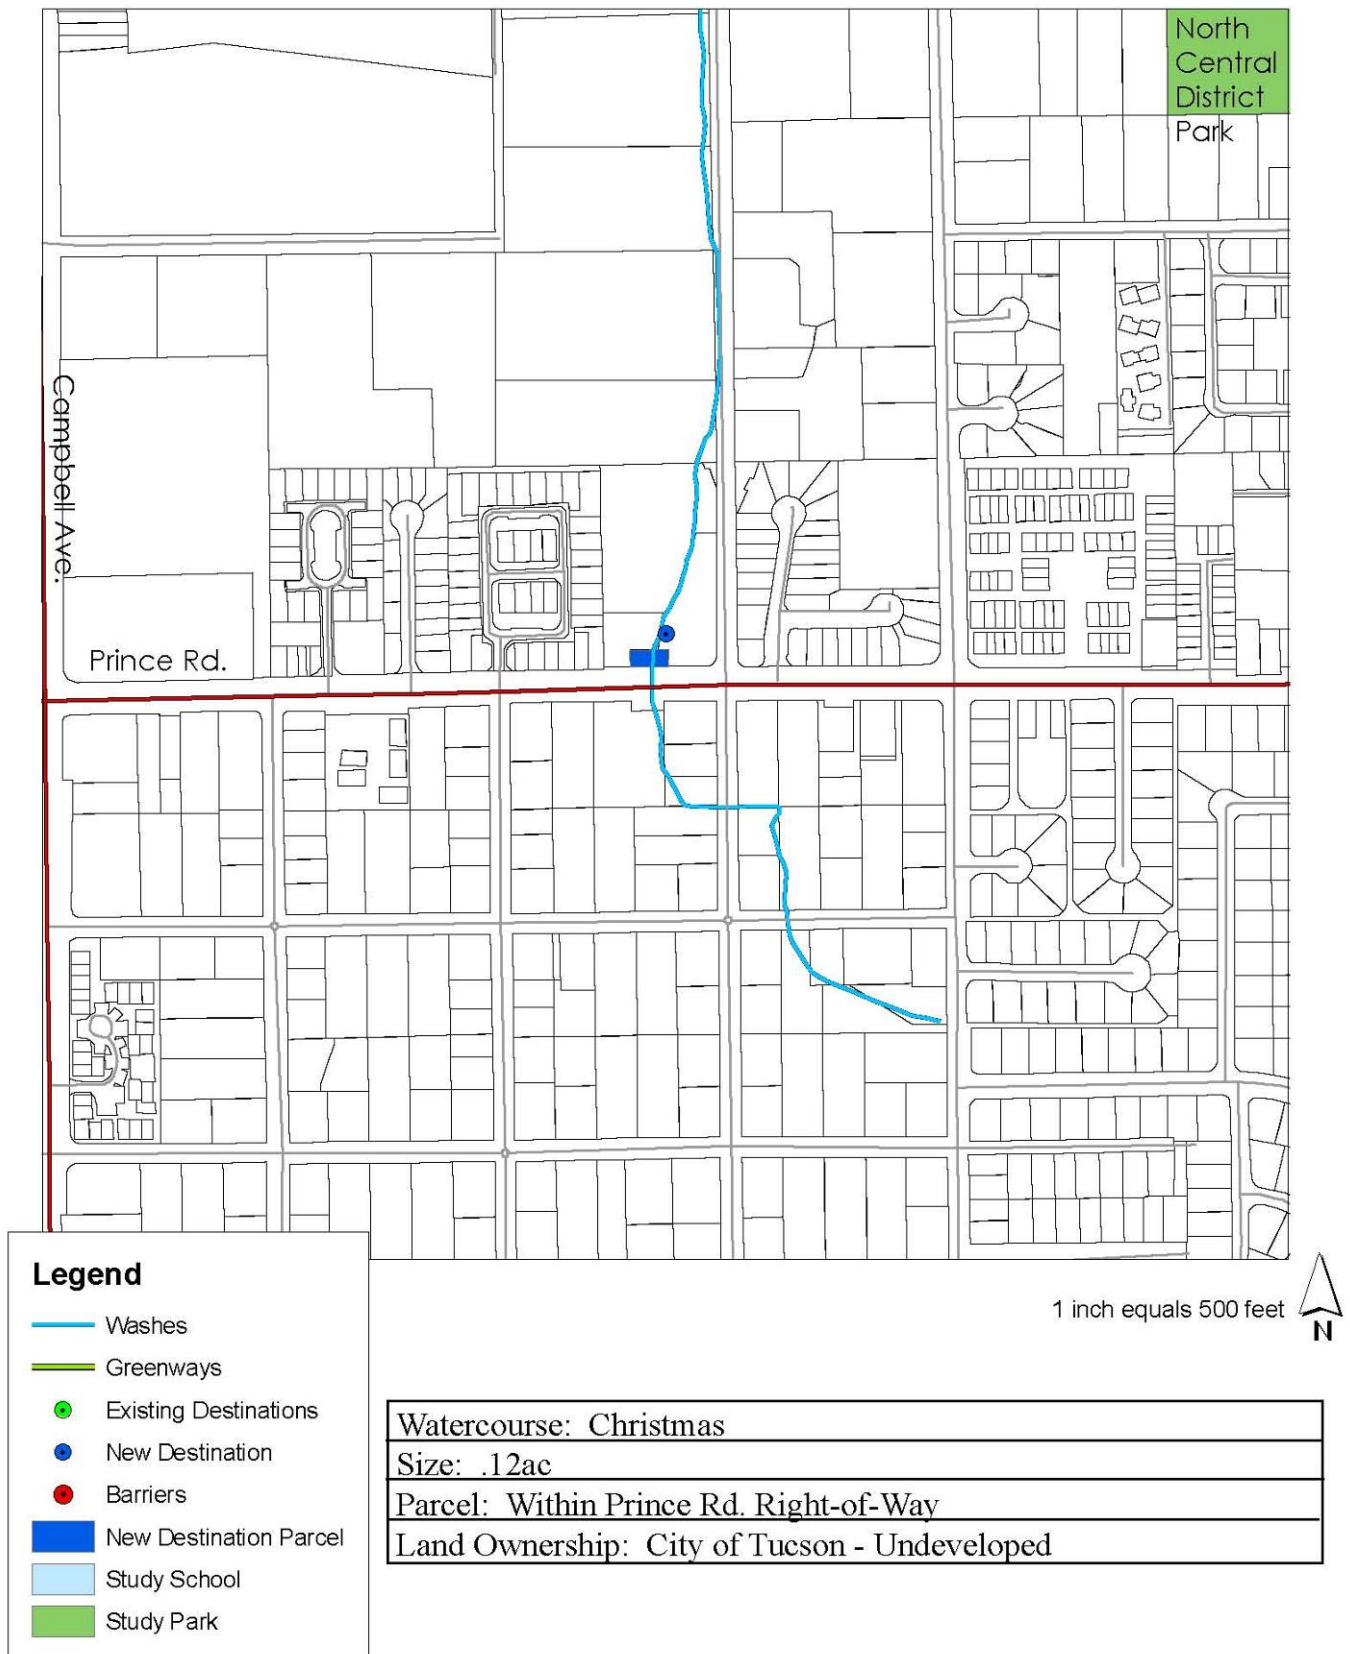 North
Central
District
Park
Campbell Ave.
Prince Rd.
Legend
Washes
Greenways
Existing Destinations
New Destination
Barriers
New Destination Parcel
Study School
Study Park
1 inch equals 500 feet
N
Watercourse: Christmas
Size: .12ac
Parcel: Within Prince Rd. Right-of-Way
Land Ownership: City of Tucson - Undeveloped